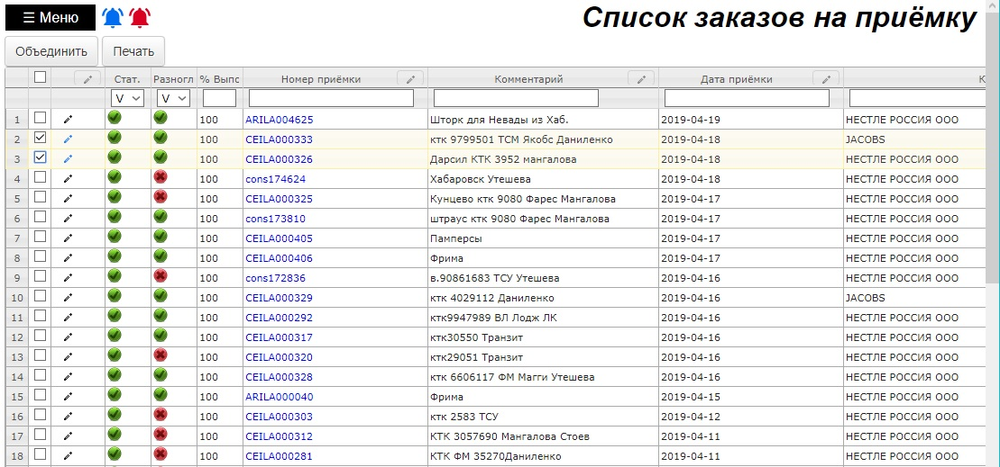 ☰ Меню
Список заказов на приёмку
Объединить Печать
Стат. Разногл % Выпо Номер приёмки Комментарий Дата приёмки К
V V
1 100 ARILA004625 Шторк для Невады из Хаб. 2019-04-19 НЕСТЛЕ РОССИЯ ООО
2 100 CEILA000333 ктк 9799501 ТСМ Якобс Даниленко 2019-04-18 JACOBS
3 100 CEILA000326 Дарсил КТК 3952 мангалова 2019-04-18 НЕСТЛЕ РОССИЯ ООО
4 100 cons174624 Хабаровск Утешева 2019-04-18 НЕСТЛЕ РОССИЯ ООО
5 100 CEILA000325 Кунцево ктк 9080 Фарес Мангалова 2019-04-17 НЕСТЛЕ РОССИЯ ООО
6 100 cons173810 штраус ктк 9080 Фарес Мангалова 2019-04-17 НЕСТЛЕ РОССИЯ ООО
7 100 CEILA000405 Памперсы 2019-04-17 НЕСТЛЕ РОССИЯ ООО
8 100 CEILA000406 Фрима 2019-04-17 НЕСТЛЕ РОССИЯ ООО
9 100 cons172836 в.90861683 ТСУ Утешева 2019-04-16 НЕСТЛЕ РОССИЯ ООО
10 100 CEILA000329 ктк 4029112 Даниленко 2019-04-16 JACOBS
11 100 CEILA000292 ктк9947989 ВЛ Лодж ЛК 2019-04-16 НЕСТЛЕ РОССИЯ ООО
12 100 CEILA000317 ктк30550 Транзит 2019-04-16 НЕСТЛЕ РОССИЯ ООО
13 100 CEILA000320 ктк29051 Транзит 2019-04-16 НЕСТЛЕ РОССИЯ ООО
14 100 CEILA000328 ктк 6606117 ФМ Магги Утешева 2019-04-16 НЕСТЛЕ РОССИЯ ООО
15 100 ARILA000040 Фрима 2019-04-15 НЕСТЛЕ РОССИЯ ООО
16 100 CEILA000303 ктк 2583 ТСУ 2019-04-12 НЕСТЛЕ РОССИЯ ООО
17 100 CEILA000312 КТК 3057690 Мангалова Стоев 2019-04-11 НЕСТЛЕ РОССИЯ ООО
18 100 CEILA000281 КТК ФМ 35270Даниленко 2019-04-11 НЕСТЛЕ РОССИЯ ООО